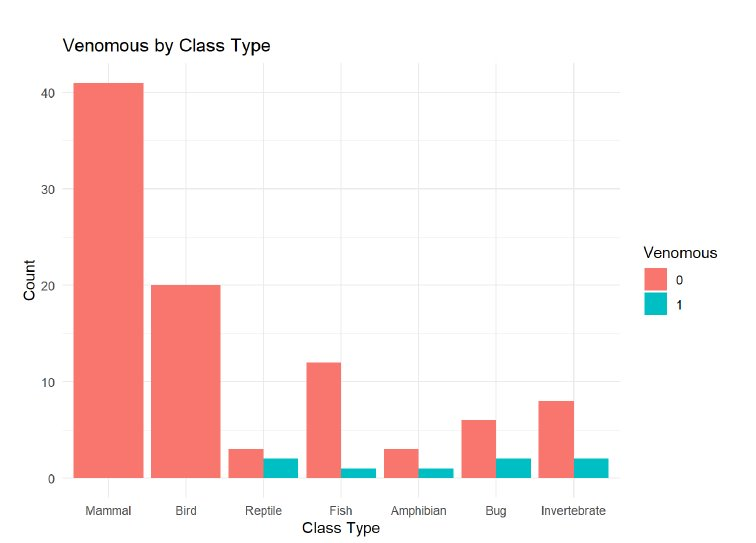 Venomous by Class Type
40
30
20
10
0
Count
Mammal Bird Reptile Fish Amphibian Bug Invertebrate
Class Type
Venomous
0
1